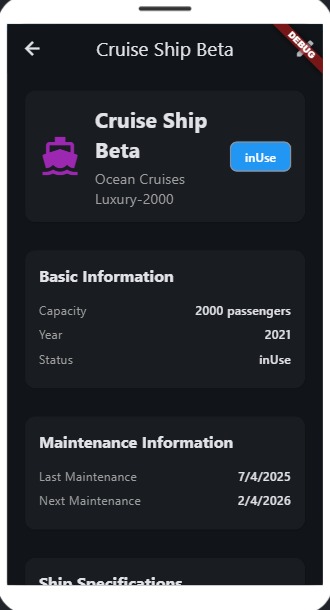 Cruise Ship Beta
DEBUG
Cruise Ship
Beta
Ocean Cruises
Luxury-2000
inUse
Basic Information
Capacity 2000 passengers
Year 2021
Status inUse
Maintenance Information
Last Maintenance 7/4/2025
Next Maintenance 2/4/2026
Ship Specifications